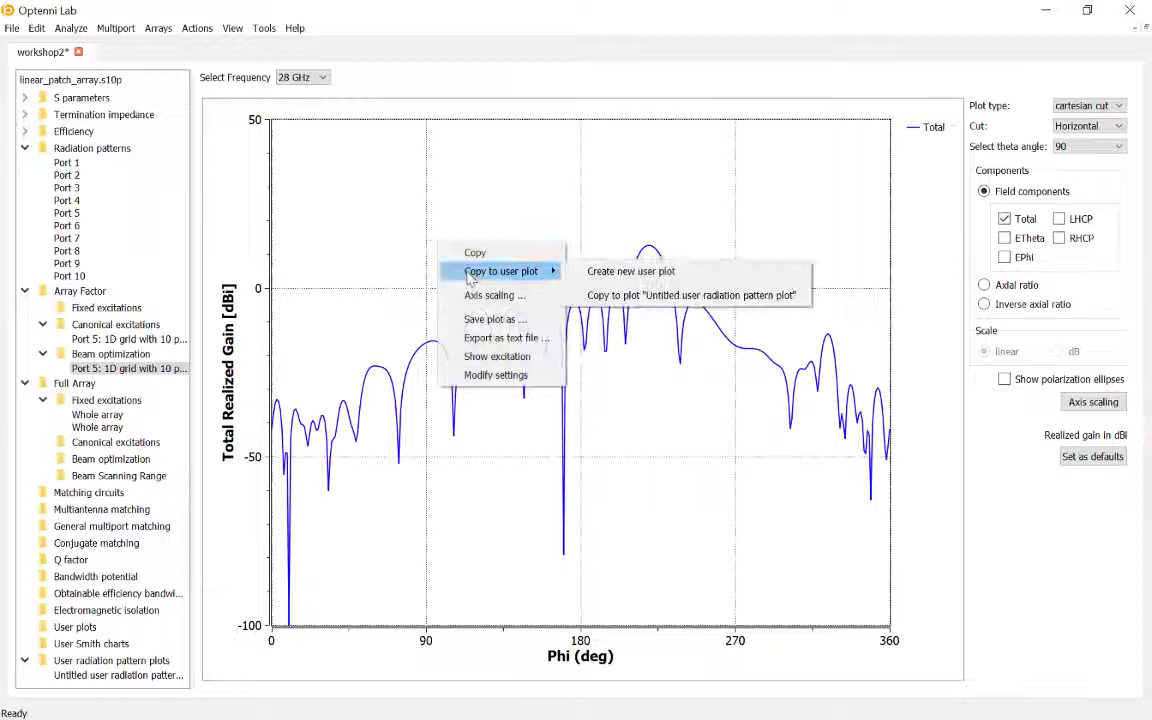 Optenni Lab
File Edit Analyze Multiport Arrays Actions View Tools Help
workshop2*
linear_patch_array.s10p
S parameters
Termination impedance
Efficiency
Radiation patterns
Port 1
Port 2
Port 3
Port 4
Port 5
Port 6
Port 7
Port 8
Port 9
Port 10
Array Factor
Fixed excitations
Canonical excitations
Port 5: 1D grid with 10 p...
Beam optimization
Port 5: 1D grid with 10 p...
Full Array
Fixed excitations
Whole array
Whole array
Canonical excitations
Beam optimization
Beam Scanning Range
Matching circuits
Multiantenna matching
General multiport matching
Conjugate matching
Q factor
Bandwidth potential
Obtainable efficiency bandwi...
Electromagnetic isolation
User plots
User Smith charts
User radiation pattern plots
Untitled user radiation patter...
Select Frequency 28 GHz
50
0
-50
-100
Total Realized Gain [dBi]
0 90 180 270 360
Phi (deg)
Total
Copy
Copy to user plot
Axis scaling ...
Save plot as ...
Export as text file ...
Show excitation
Modify settings
Create new user plot
Copy to plot "Untitled user radiation pattern plot"
Plot type: cartesian cut
Cut: Horizontal
Select theta angle: 90
Components
Field components
Total LHCP
ETheta RHCP
EPhi
Axial ratio
Inverse axial ratio
Scale
linear dB
Show polarization ellipses
Axis scaling
Realized gain in dBi
Set as defaults
Ready